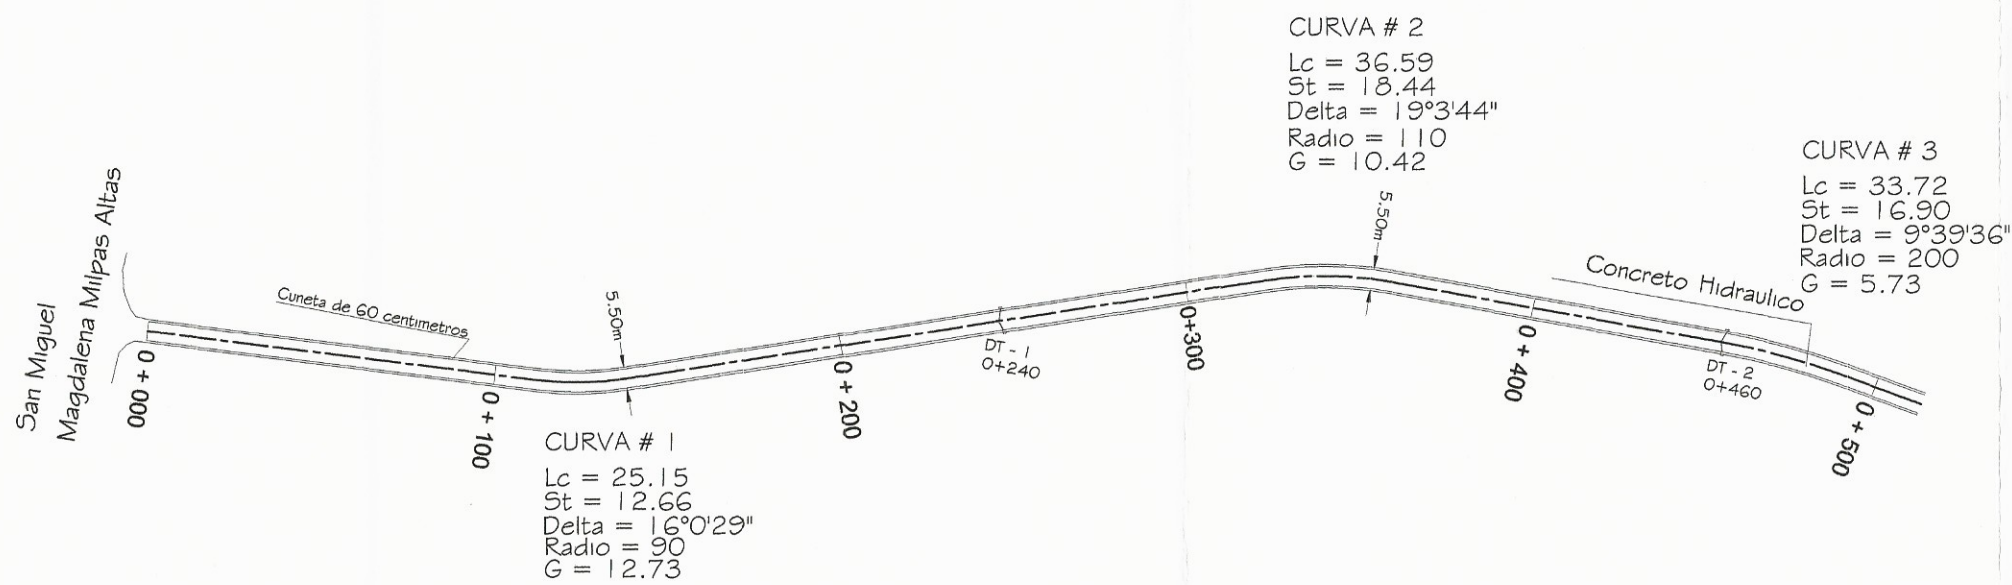 San Miguel
Magdalena Milpas Altas
0 + 000
Cuneta de 60 centimetros
0 + 100
5.50m
CURVA # 1
Lc = 25.15
St = 12.66
Delta = 16°0'29"
Radio = 90
G = 12.73
0 + 200
DT - 1
0+240
0+300
CURVA # 2
Lc = 36.59
St = 18.44
Delta = 19°3'44"
Radio = 110
G = 10.42
5.50m
0 + 400
Concreto Hidraulico
DT - 2
0+460
CURVA # 3
Lc = 33.72
St = 16.90
Delta = 9°39'36"
Radio = 200
G = 5.73
0 + 500